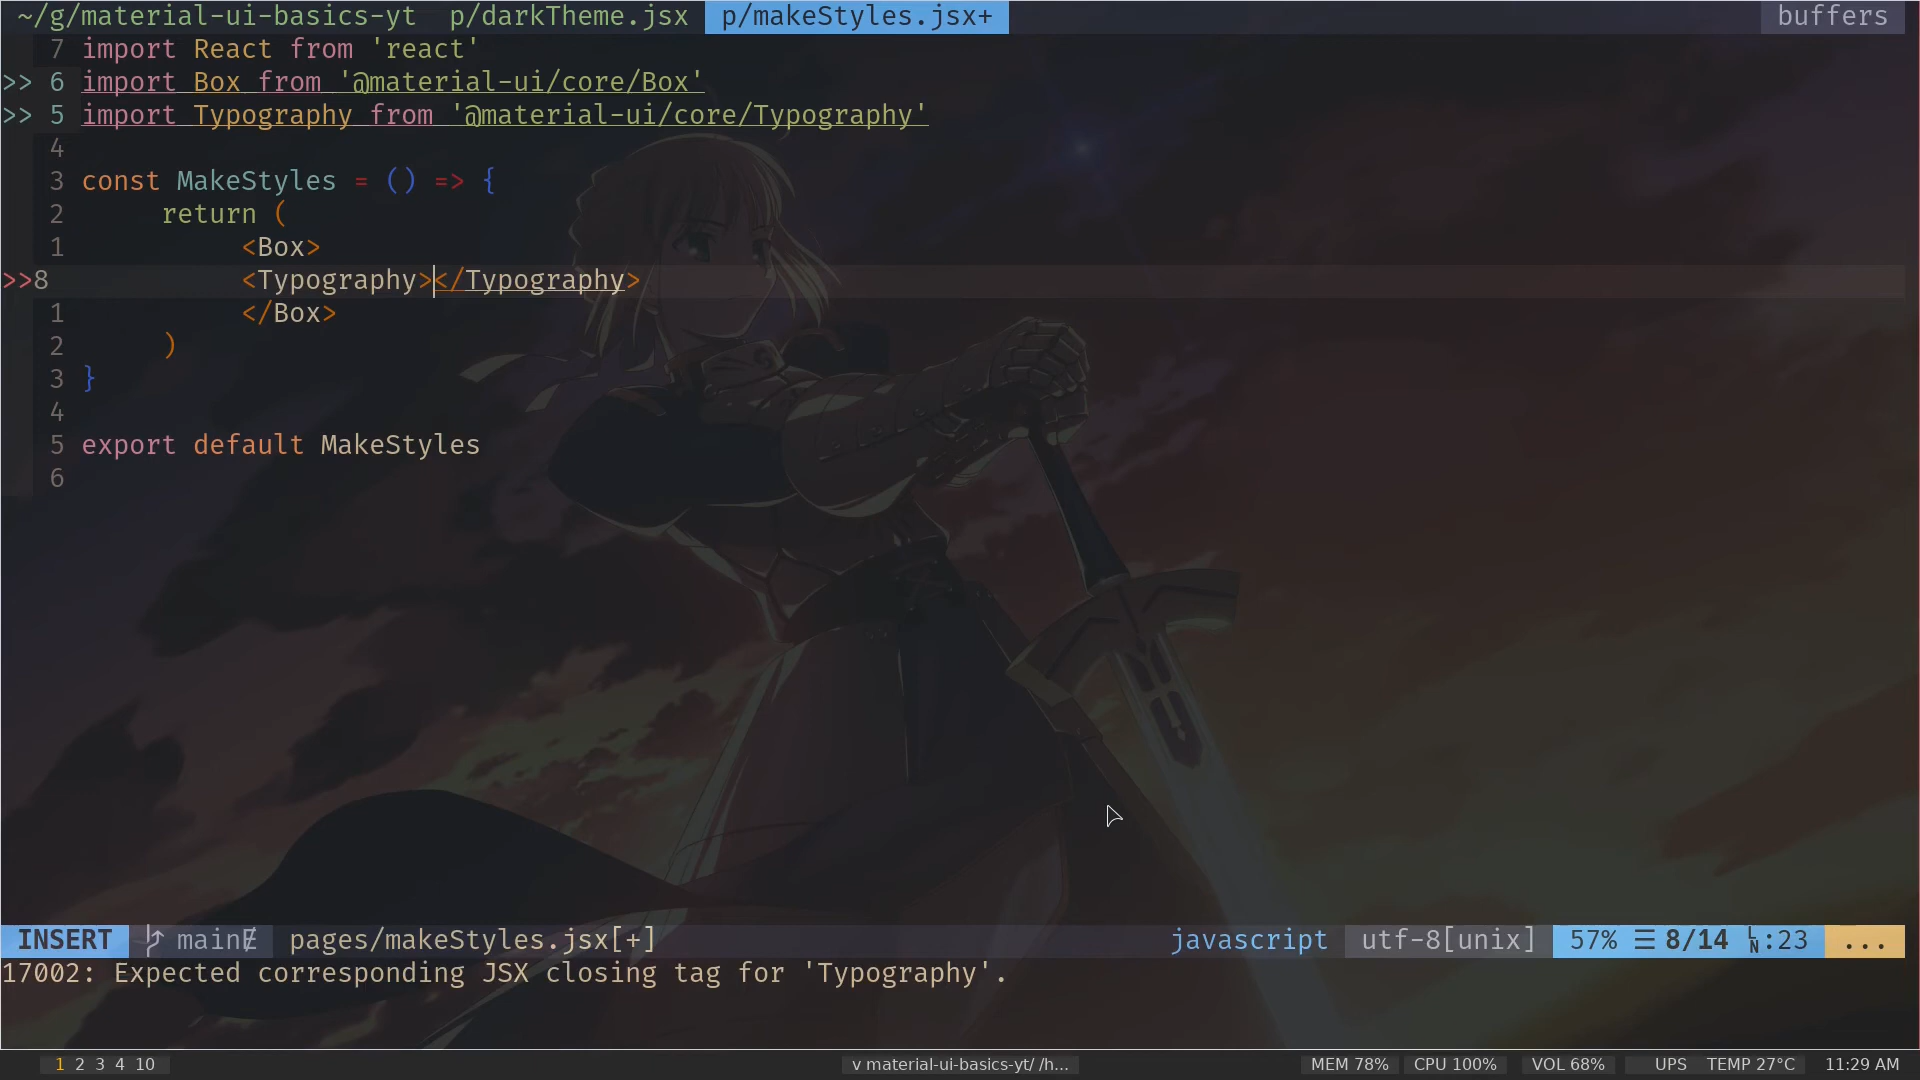 ~/g/material-ui-basics-yt p/darkTheme.jsx p/makeStyles.jsx+ buffers
7 import React from 'react'
>> 6 import Box from '@material-ui/core/Box'
>> 5 import Typography from '@material-ui/core/Typography'
4
3 const MakeStyles = () => {
2 return (
1 <Box>
>>8 <Typography></Typography>
1 </Box>
2 )
3 }
4
5 export default MakeStyles
6
INSERT main pages/makeStyles.jsx[+] javascript utf-8[unix] 57% ☰ 8/14 LN:23 ...
17002: Expected corresponding JSX closing tag for 'Typography'.
1 2 3 4 10 v material-ui-basics-yt/ /h... MEM 78% CPU 100% VOL 68% UPS TEMP 27°C 11:29 AM